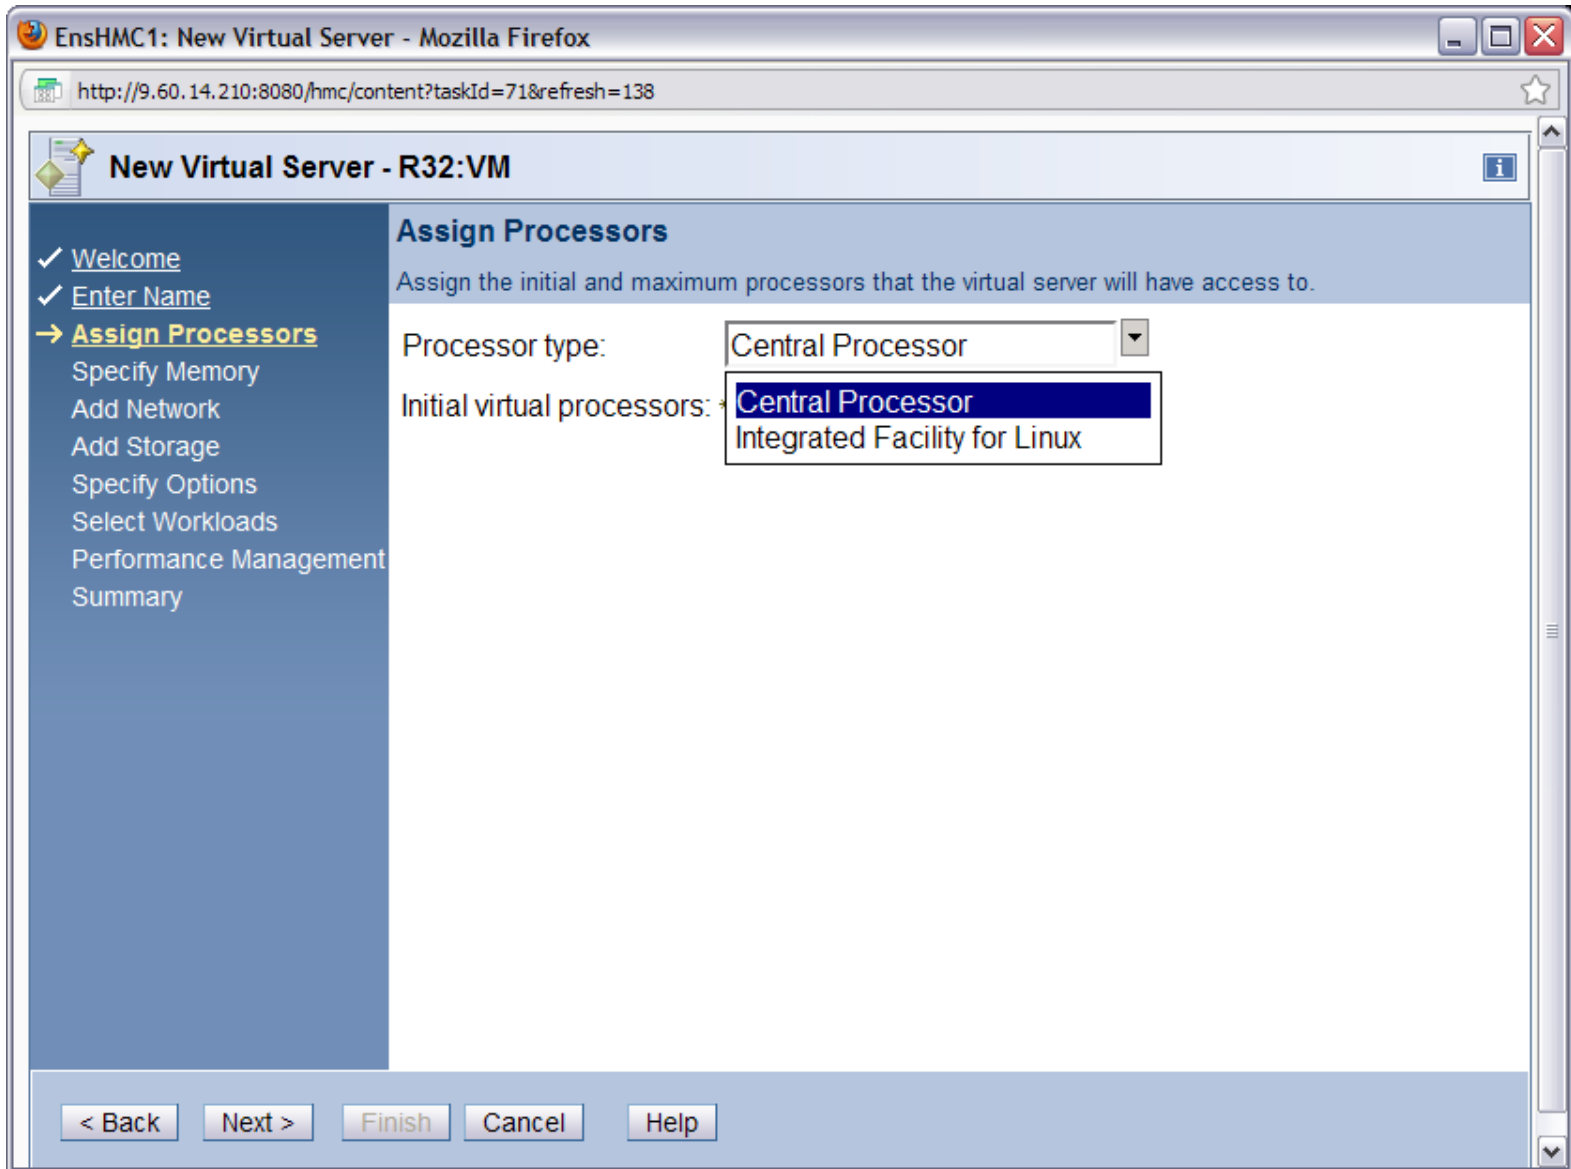 EnsHMC1: New Virtual Server - Mozilla Firefox
http://9.60.14.210:8080/hmc/content?taskId=71&refresh=138
New Virtual Server - R32:VM
i
Welcome
Enter Name
Assign Processors
Specify Memory
Add Network
Add Storage
Specify Options
Select Workloads
Performance Management
Summary
Assign Processors
Assign the initial and maximum processors that the virtual server will have access to.
Processor type: Central Processor
Initial virtual processors: *
Central Processor
Integrated Facility for Linux
< Back Next > Finish Cancel Help